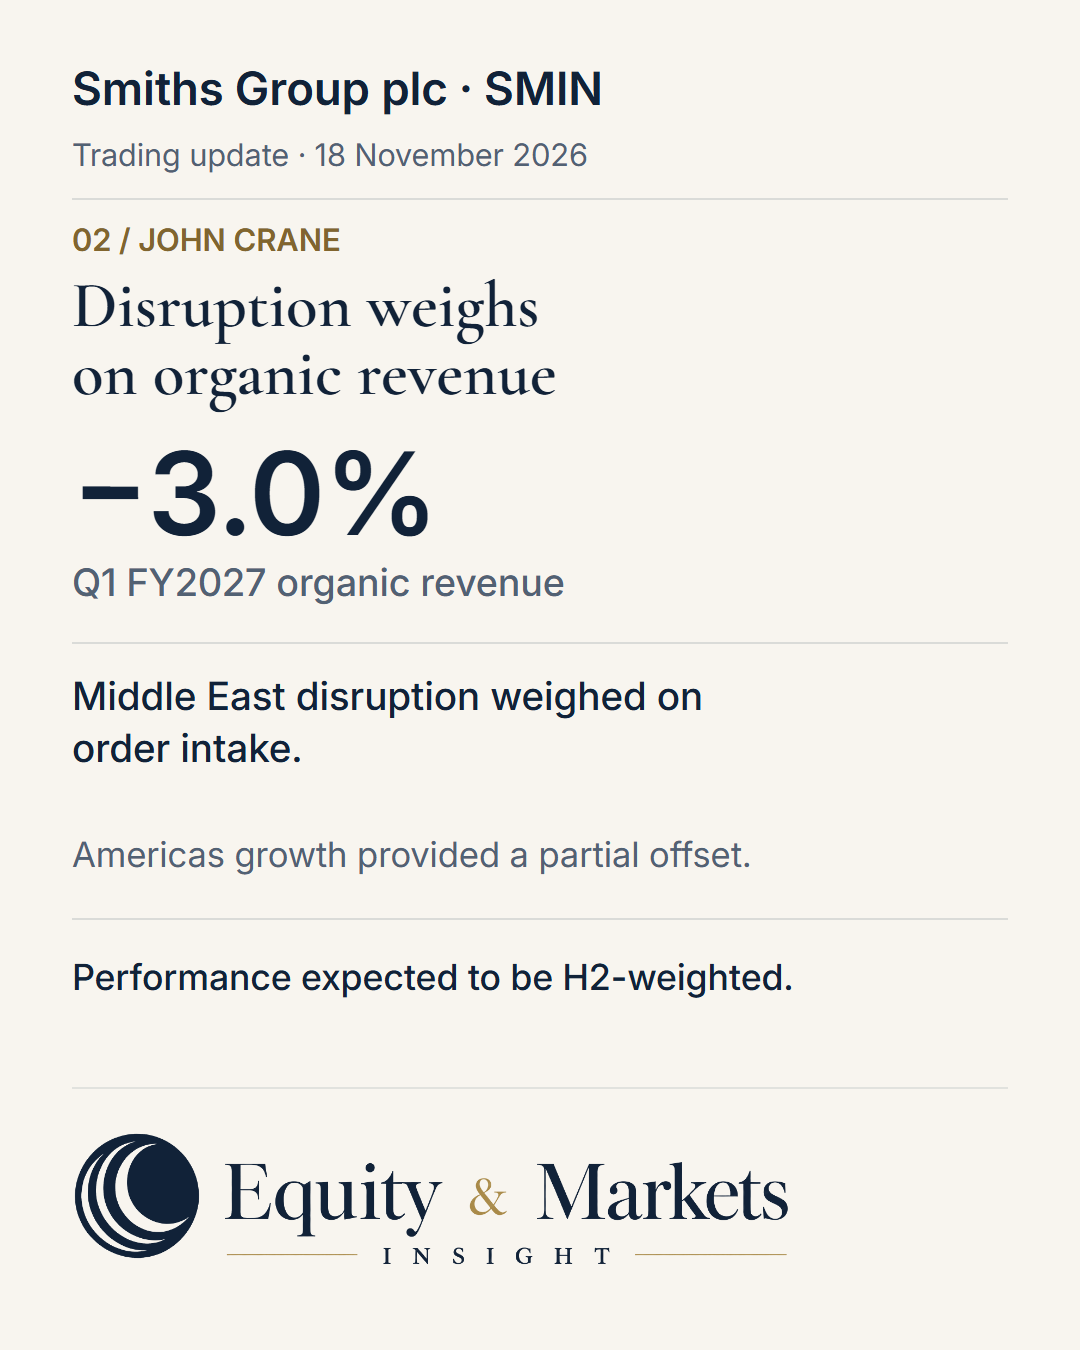 Smiths Group plc · SMIN
Trading update · 18 November 2026
02 / JOHN CRANE
Disruption weighs
on organic revenue
−3.0%
Q1 FY2027 organic revenue
Middle East disruption weighed on
order intake.
Americas growth provided a partial offset.
Performance expected to be H2-weighted.
Equity & Markets
INSIGHT